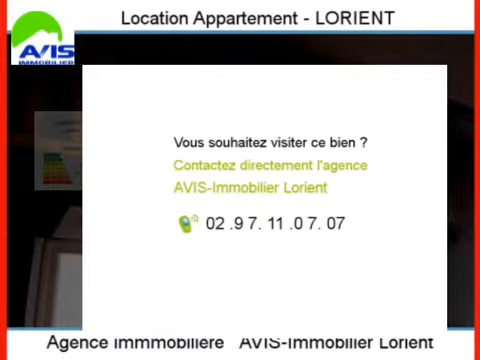 Location Appartement - LORIENT
AVIS
IMMOBILIER
Vous souhaitez visiter ce bien ?
Contactez directement l'agence
AVIS-Immobilier Lorient
02 .9 7. 11 .0 7. 07
Agence immmobilière AVIS-Immobilier Lorient